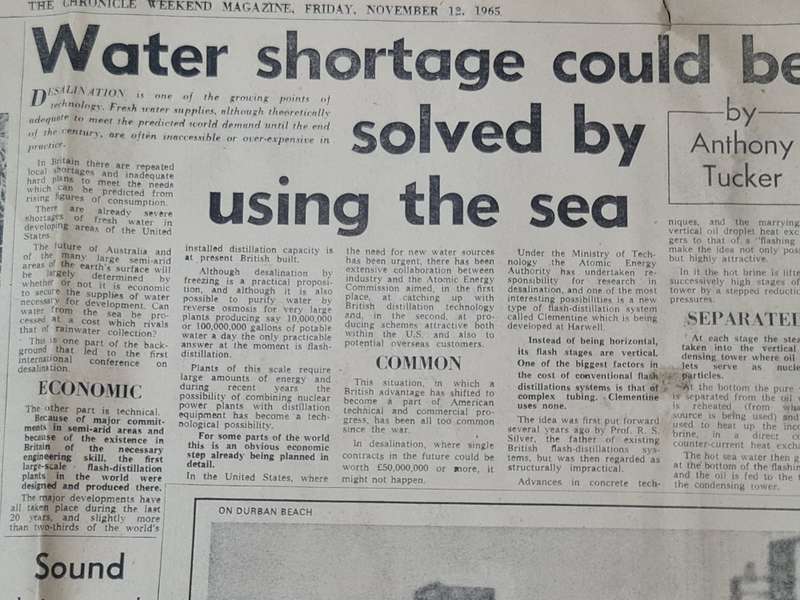 THE CHRONICLE WEEKEND MAGAZINE, FRIDAY, NOVEMBER 12, 1965
Water shortage could be
solved by
using the sea
by
Anthony
Tucker
DESALINATION is one of the growing points of
technology. Fresh water supplies, although theoretically
adequate to meet the predicted world demand until the end
of the century, are often inaccessible or over-expensive in
practice.
In Britain there are repeated
local shortages and inadequate
hard plans to meet the needs
which can be predicted from
rising figures of consumption.
There are already severe
shortages of fresh water in
developing areas of the United
States.
The future of Australia and
of the many large semi-arid
areas of the earth's surface will
be largely determined by
whether or not it is economic
to secure the supplies of water
necessary for development. Can
water from the sea be pro-
cessed at a cost which rivals
that of rainwater collection?
This is one part of the back-
ground that led to the first
international conference on
desalination.
ECONOMIC
The other part is technical.
Because of major commit-
ments in semi-arid areas and
because of the existence in
Britain of the necessary
engineering skill, the first
large-scale flash-distillation
plants in the world were
designed and produced there.
The major developments have
all taken place during the last
20 years, and slightly more
than two-thirds of the world's
Sound
installed distillation capacity is
at present British built.
Although desalination by
freezing is a practical proposi-
tion, and although it is also
possible to purify water by
reverse osmosis for very large
plants producing say 10,000,000
or 100,000,000 gallons of potable
water a day the only practicable
answer at the moment is flash-
distillation.
Plants of this scale require
large amounts of energy and
during recent years the
possibility of combining nuclear
power plants with distillation
equipment has become a tech-
nological possibility.
For some parts of the world
this is an obvious economic
step already being planned in
detail.
In the United States, where
the need for new water sources
has been urgent, there has been
extensive collaboration between
industry and the Atomic Energy
Commission aimed, in the first
place, at catching up with
British distillation technology
and, in the second, at pro-
ducing schemes attractive both
within the U.S. and also to
potential overseas customers.
COMMON
This situation, in which a
British advantage has shifted to
become a part of American
technical and commercial pro-
gress, has been all too common
since the war.
In desalination, where single
contracts in the future could be
worth £50,000,000 or more, it
might not happen.
Under the Ministry of Tech-
nology the Atomic Energy
Authority has undertaken re-
sponsibility for research in
desalination, and one of the most
interesting possibilities is a new
type of flash-distillation system
called Clementine which is being
developed at Harwell.
Instead of being horizontal,
its flash stages are vertical.
One of the biggest factors in
the cost of conventional flash
distillations systems is that of
complex tubing. Clementine
uses none.
The idea was first put forward
several years ago by Prof. R. S.
Silver, the father of existing
British flash-distillations sys-
tems, but was then regarded as
structurally impractical.
Advances in concrete tech-
niques, and the marrying
vertical oil droplet heat exc
gers to that of a "flashing
make the idea not only pos
but highly attractive.
In it the hot brine is lifte
successively high stages of
tower by a stepped reductio
pressures.
SEPARATE
At each stage the stea
taken into the vertical
densing tower where oil
lets serve as nucle
particles.
At the bottom the pure
is separated from the oil w
is reheated (from wha
source is being used) and
used to heat up the inco
brine, in a direct o
counter-current heat excha
The hot sea water then g
at the bottom of the flashin
and the oil is fed to the t
the condensing tower.
ON DURBAN BEACH